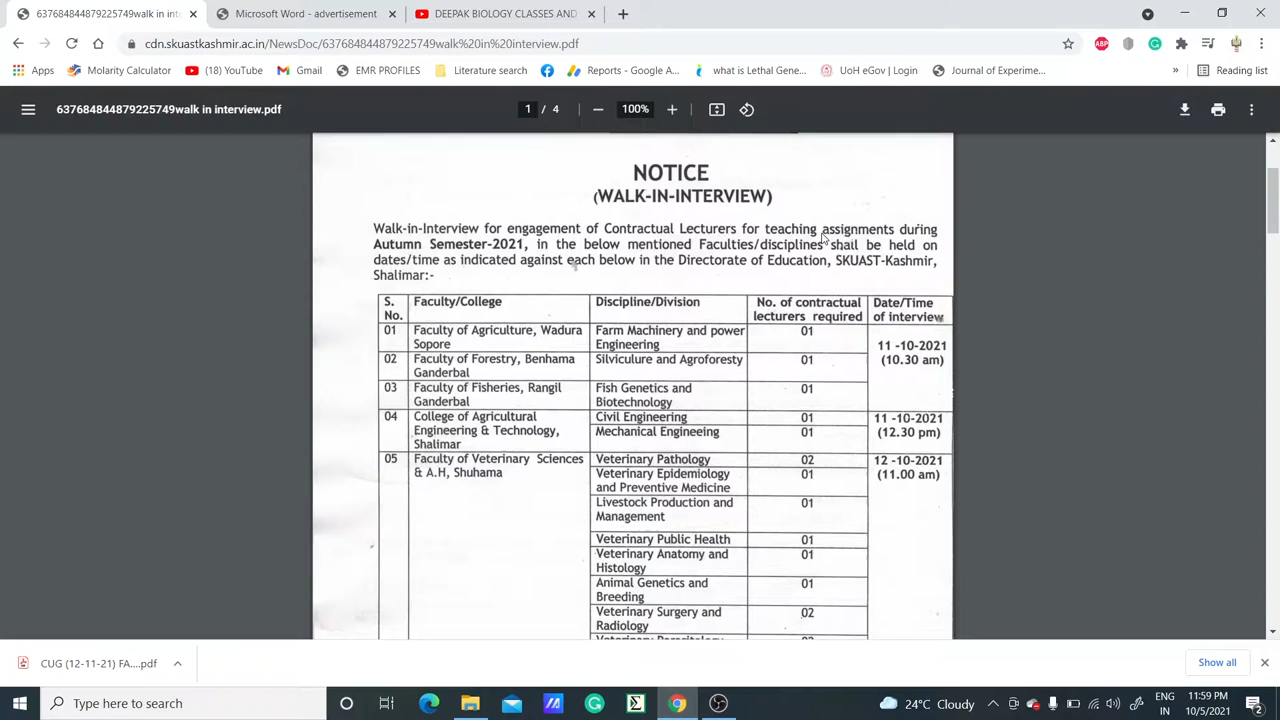 637684844879225749walk in inter
Microsoft Word - advertisement
DEEPAK BIOLOGY CLASSES AND
cdn.skuastkashmir.ac.in/NewsDoc/637684844879225749walk%20in%20interview.pdf
Apps
Molarity Calculator
(18) YouTube
Gmail
EMR PROFILES
Literature search
Reports - Google A...
what is Lethal Gene...
UoH eGov | Login
Journal of Experime...
»
Reading list
637684844879225749walk in interview.pdf
1 / 4
100%
NOTICE
(WALK-IN-INTERVIEW)
Walk-in-Interview for engagement of Contractual Lecturers for teaching assignments during
Autumn Semester-2021, in the below mentioned Faculties/disciplines shall be held on
dates/time as indicated against each below in the Directorate of Education, SKUAST-Kashmir,
Shalimar:-
S. No.
Faculty/College
Discipline/Division
No. of contractual
lecturers required
Date/Time
of interview
01
Faculty of Agriculture, Wadura
Sopore
Farm Machinery and power
Engineering
01
11 -10-2021
(10.30 am)
02
Faculty of Forestry, Benhama
Ganderbal
Silviculure and Agroforesty
01
03
Faculty of Fisheries, Rangil
Ganderbal
Fish Genetics and
Biotechnology
01
04
College of Agricultural
Engineering & Technology,
Shalimar
Civil Engineering
01
Mechanical Engineeing
01
11 -10-2021
(12.30 pm)
05
Faculty of Veterinary Sciences
& A.H, Shuhama
Veterinary Pathology
02
12 -10-2021
(11.00 am)
Veterinary Epidemiology
and Preventive Medicine
01
Livestock Production and
Management
01
Veterinary Public Health
01
Veterinary Anatomy and
Histology
01
Animal Genetics and
Breeding
01
Veterinary Surgery and
Radiology
02
CUG (12-11-21) FA....pdf
Show all
Type here to search
24°C Cloudy
ENG
IN
11:59 PM
10/5/2021
2